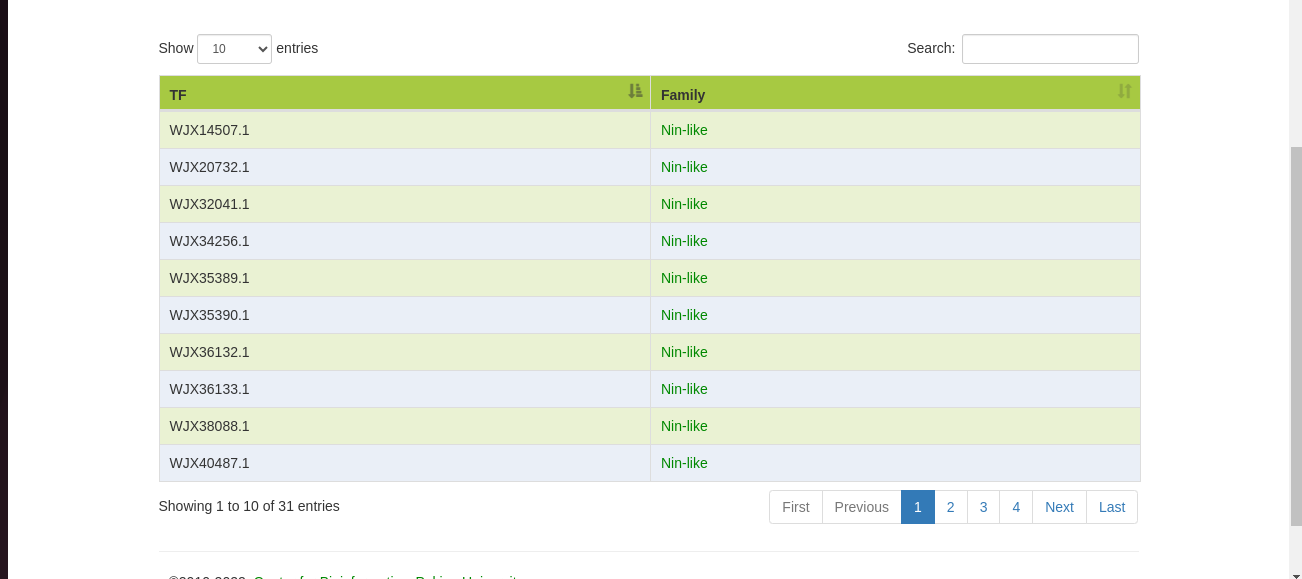 Show 10 entries Search:
TF Family
WJX14507.1 Nin-like
WJX20732.1 Nin-like
WJX32041.1 Nin-like
WJX34256.1 Nin-like
WJX35389.1 Nin-like
WJX35390.1 Nin-like
WJX36132.1 Nin-like
WJX36133.1 Nin-like
WJX38088.1 Nin-like
WJX40487.1 Nin-like
Showing 1 to 10 of 31 entries First Previous 1 2 3 4 Next Last